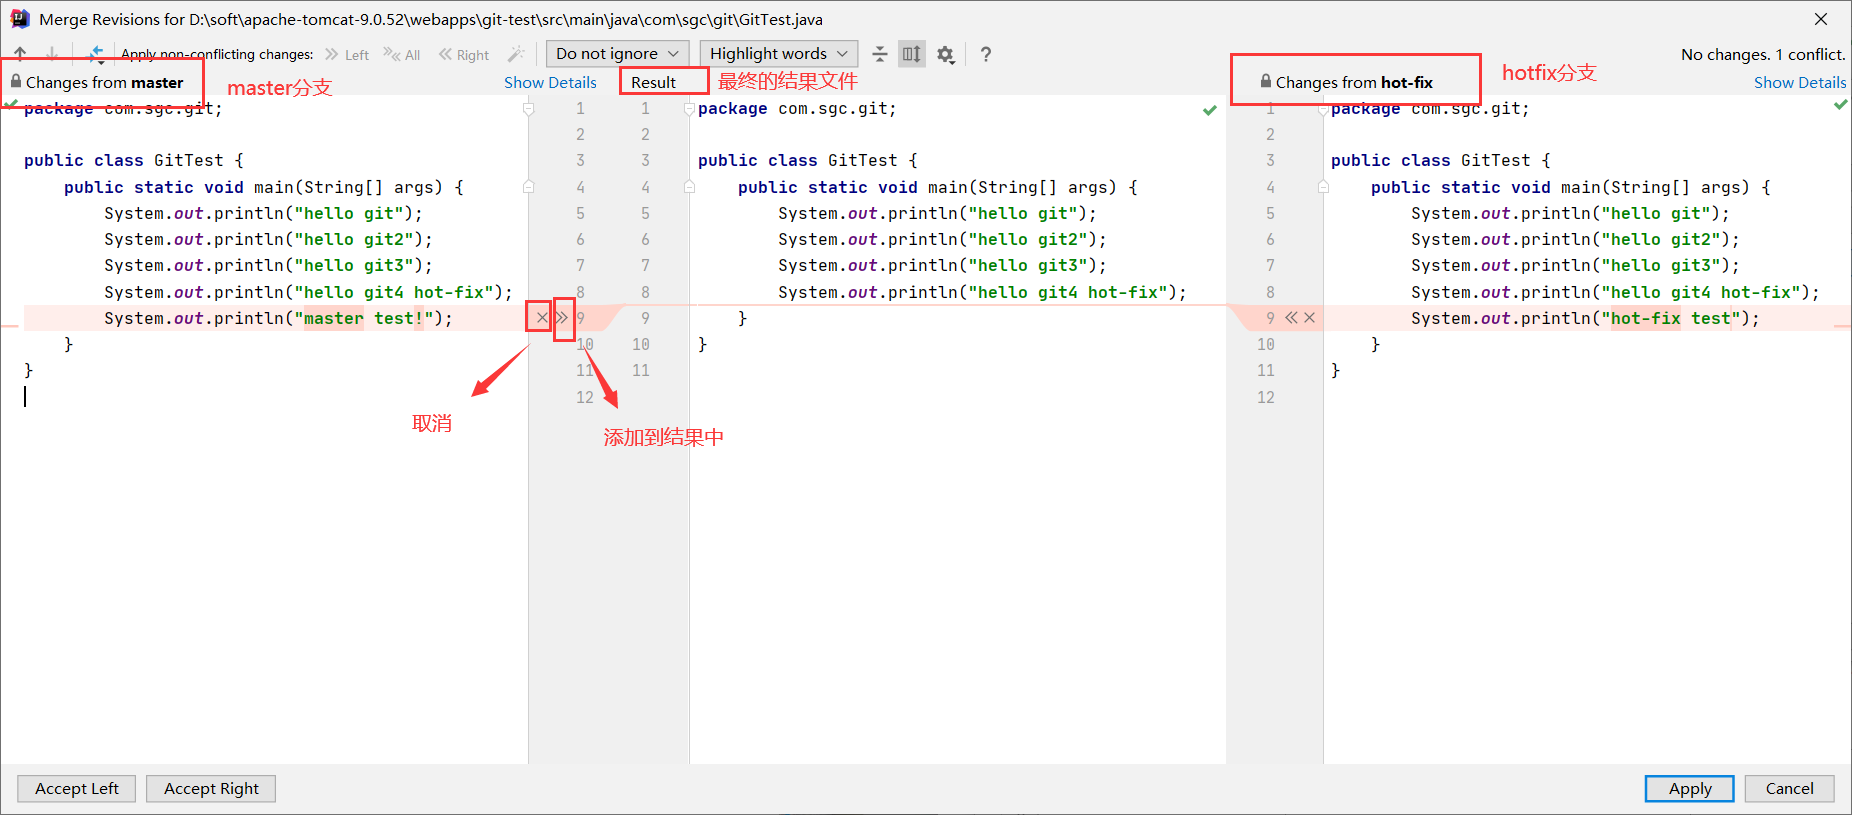 Merge Revisions for D:\soft\apache-tomcat-9.0.52\webapps\git-test\src\main\java\com\sgc\git\GitTest.java
Apply non-conflicting changes: Left All Right Do not ignore Highlight words ? No changes. 1 conflict.
Changes from master master分支 Show Details Result 最终的结果文件 Changes from hot-fix hotfix分支 Show Details
package com.sgc.git; 1 1 package com.sgc.git; 1 package com.sgc.git;
2 2 2
public class GitTest { 3 3 public class GitTest { 3 public class GitTest {
public static void main(String[] args) { 4 4 public static void main(String[] args) { 4 public static void main(String[] args) {
System.out.println("hello git"); 5 5 System.out.println("hello git"); 5 System.out.println("hello git");
System.out.println("hello git2"); 6 6 System.out.println("hello git2"); 6 System.out.println("hello git2");
System.out.println("hello git3"); 7 7 System.out.println("hello git3"); 7 System.out.println("hello git3");
System.out.println("hello git4 hot-fix"); 8 8 System.out.println("hello git4 hot-fix"); 8 System.out.println("hello git4 hot-fix");
System.out.println("master test!"); 9 9 } 9 System.out.println("hot-fix test");
} 10 10 } 10 }
} 11 11 11 }
12 12
取消
添加到结果中
Accept Left Accept Right Apply Cancel